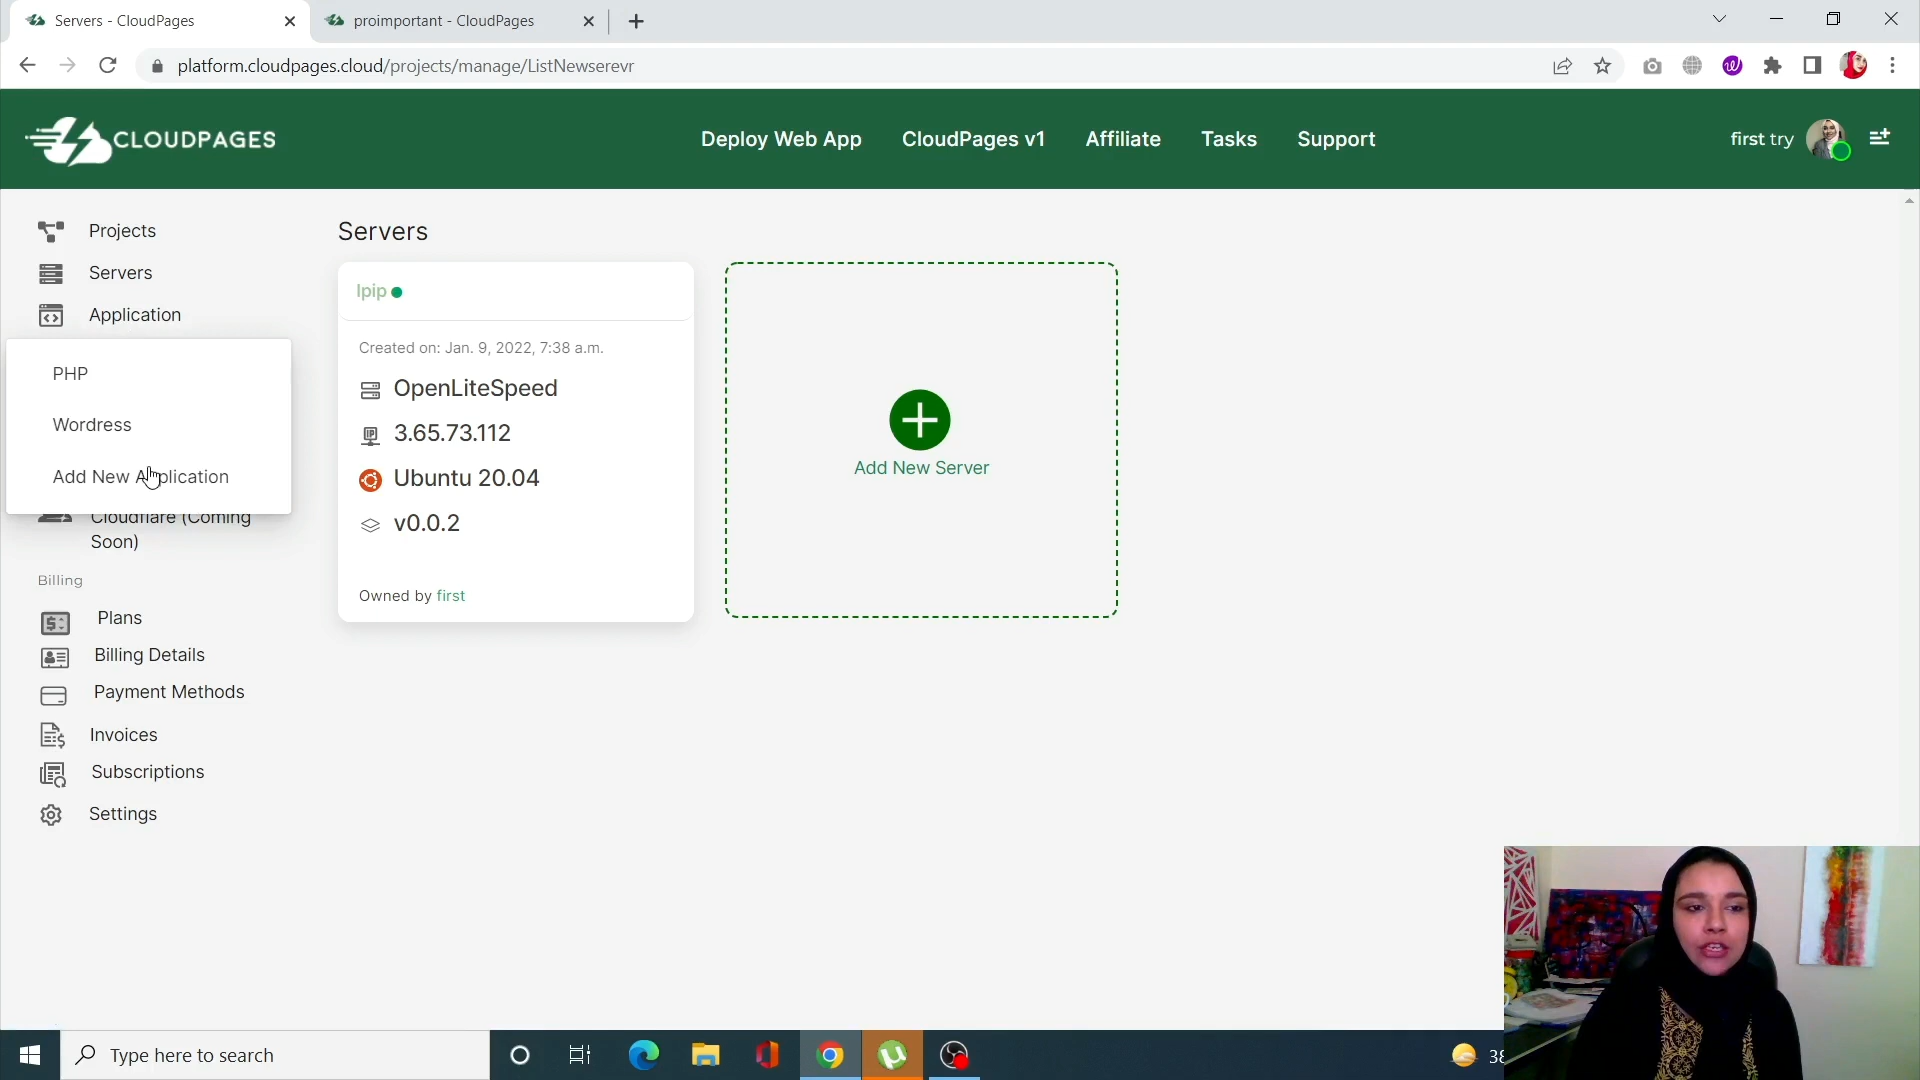 Servers - CloudPages
proimportant - CloudPages
platform.cloudpages.cloud/projects/manage/ListNewserevr
CLOUDPAGES
Deploy Web App
CloudPages v1
Affiliate
Tasks
Support
first try
Projects
Servers
Application
PHP
Wordress
Add New Application
Cloudflare (Coming
Soon)
Billing
Plans
Billing Details
Payment Methods
Invoices
Subscriptions
Settings
Servers
lpip
Created on: Jan. 9, 2022, 7:38 a.m.
OpenLiteSpeed
IP
3.65.73.112
Ubuntu 20.04
v0.0.2
Owned by first
Add New Server
Type here to search
38